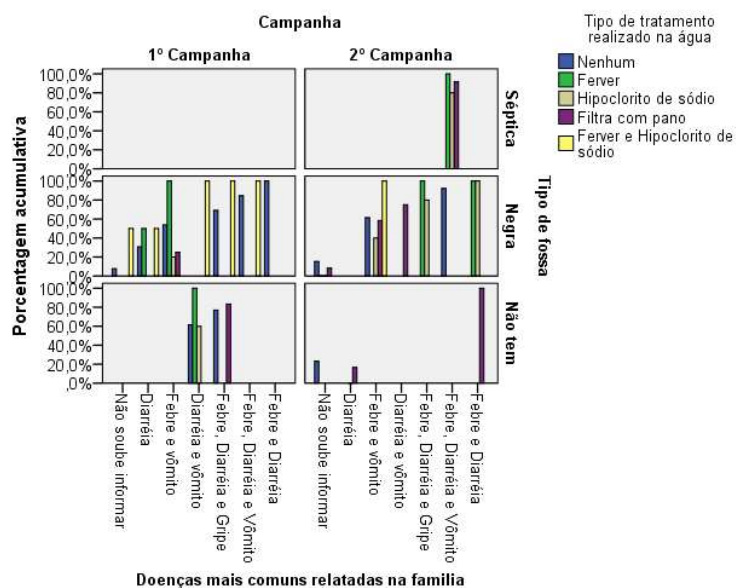 Campanha
1º Campanha
2º Campanha
Tipo de tratamento
realizado na água
Nenhum
Ferver
Hipoclorito de sódio
Filtra com pano
Ferver e Hipoclorito de
sódio
Porcentagem acumulativa
100,0%
80,0%
60,0%
40,0%
20,0%
,0%
100,0%
80,0%
60,0%
40,0%
20,0%
,0%
100,0%
80,0%
60,0%
40,0%
20,0%
,0%
Séptica
Negra
Não tem
Tipo de fossa
Não soube informar
Diarréia
Febre e vômito
Diarréia e vômito
Febre, Diarréia e Gripe
Febre, Diarréia e Vômito
Febre e Diarréia
Não soube informar
Diarréia
Febre e vômito
Diarréia e vômito
Febre, Diarréia e Gripe
Febre, Diarréia e Vômito
Febre e Diarréia
Doenças mais comuns relatadas na familia